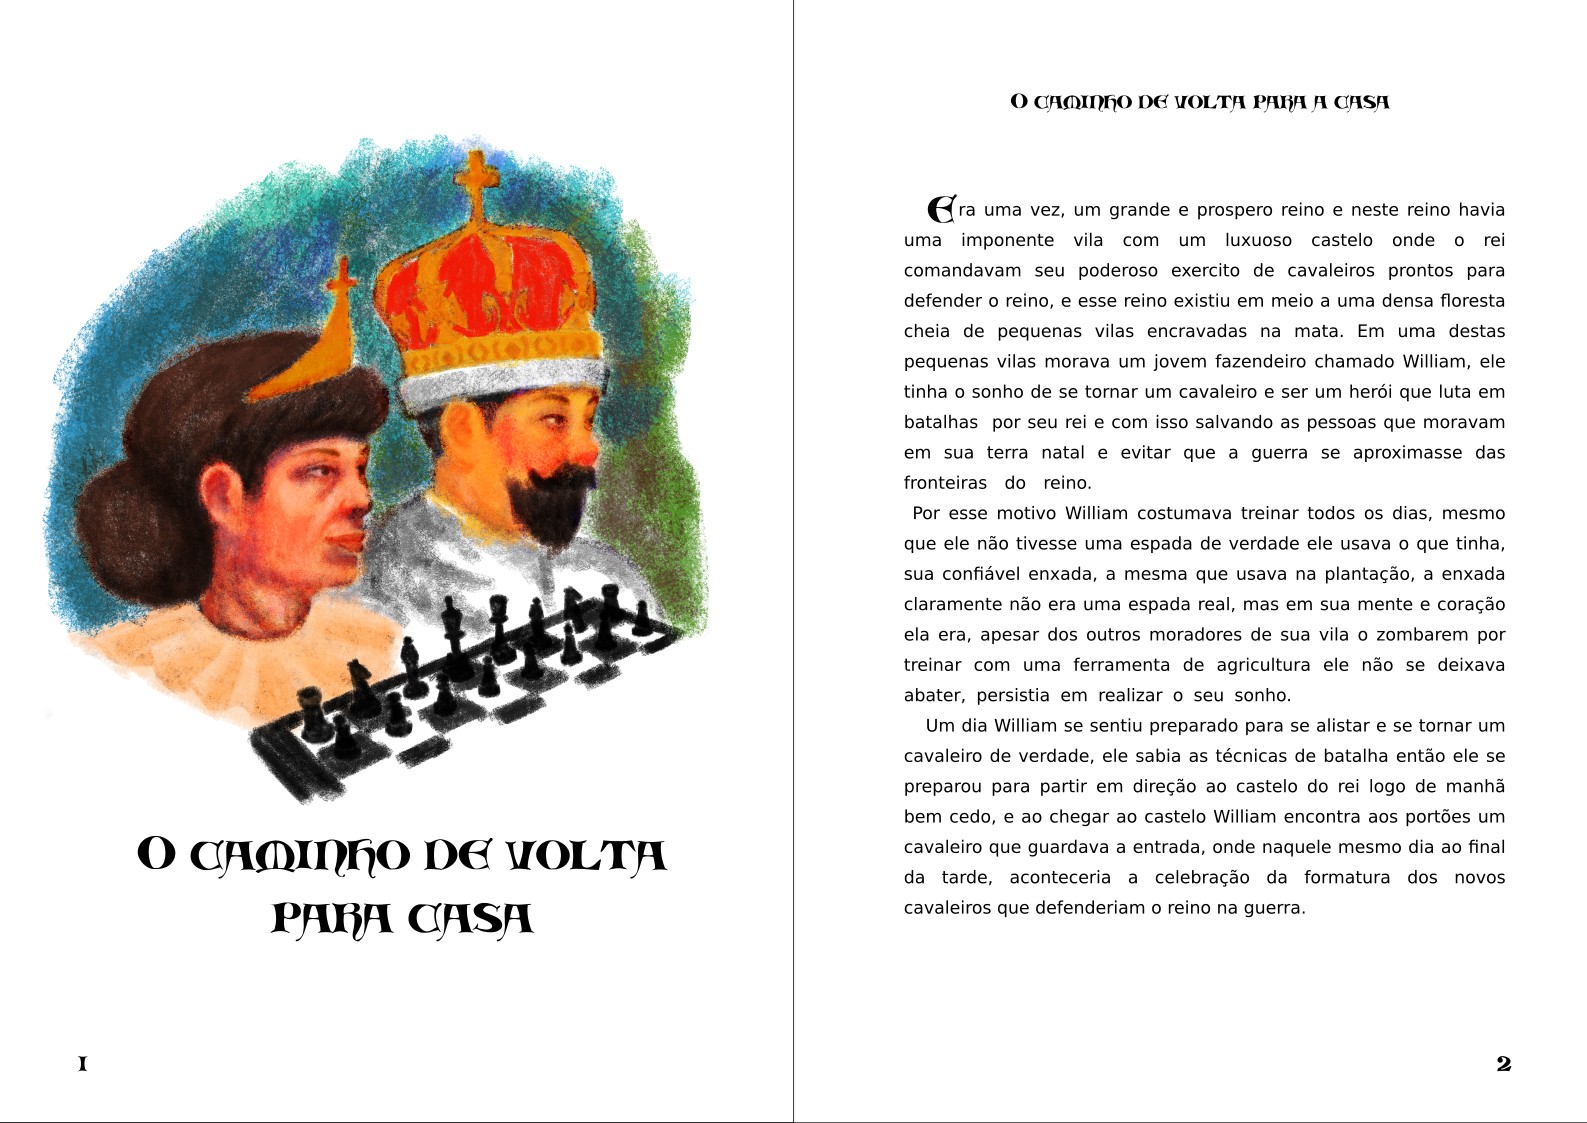 O CAMINHO DE VOLTA
PARA CASA
1
O CAMINHO DE VOLTA PARA A CASA
Era uma vez, um grande e prospero reino e neste reino havia
uma imponente vila com um luxuoso castelo onde o rei
comandavam seu poderoso exercito de cavaleiros prontos para
defender o reino, e esse reino existiu em meio a uma densa floresta
cheia de pequenas vilas encravadas na mata. Em uma destas
pequenas vilas morava um jovem fazendeiro chamado William, ele
tinha o sonho de se tornar um cavaleiro e ser um herói que luta em
batalhas por seu rei e com isso salvando as pessoas que moravam
em sua terra natal e evitar que a guerra se aproximasse das
fronteiras do reino.
Por esse motivo William costumava treinar todos os dias, mesmo
que ele não tivesse uma espada de verdade ele usava o que tinha,
sua confiável enxada, a mesma que usava na plantação, a enxada
claramente não era uma espada real, mas em sua mente e coração
ela era, apesar dos outros moradores de sua vila o zombarem por
treinar com uma ferramenta de agricultura ele não se deixava
abater, persistia em realizar o seu sonho.
Um dia William se sentiu preparado para se alistar e se tornar um
cavaleiro de verdade, ele sabia as técnicas de batalha então ele se
preparou para partir em direção ao castelo do rei logo de manhã
bem cedo, e ao chegar ao castelo William encontra aos portões um
cavaleiro que guardava a entrada, onde naquele mesmo dia ao final
da tarde, aconteceria a celebração da formatura dos novos
cavaleiros que defenderiam o reino na guerra.
2